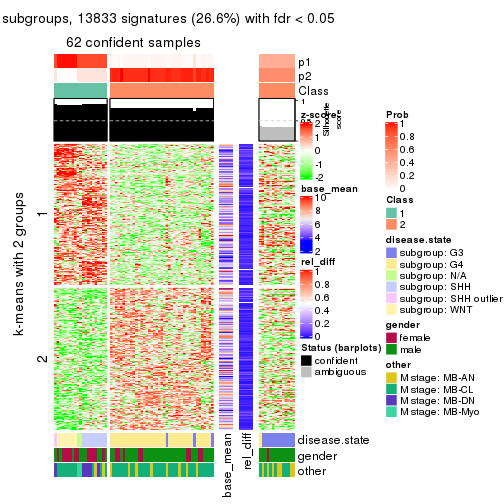 subgroups, 13833 signatures (26.6%) with fdr < 0.05
62 confident samples
p1
p2
Class
1
Silhouette
score
k-means with 2 groups
1
2
z-score
2
1
0
-1
-2
base_mean
10
8
6
4
2
rel_diff
1
0.8
0.6
0.4
0.2
0
Status (barplots)
confident
ambiguous
Prob
1
0.8
0.6
0.4
0.2
0
Class
1
2
disease.state
subgroup: G3
subgroup: G4
subgroup: N/A
subgroup: SHH
subgroup: SHH outlier
subgroup: WNT
gender
female
male
other
M stage: MB-AN
M stage: MB-CL
M stage: MB-DN
M stage: MB-Myo
disease.state
gender
other
base_mean
rel_diff